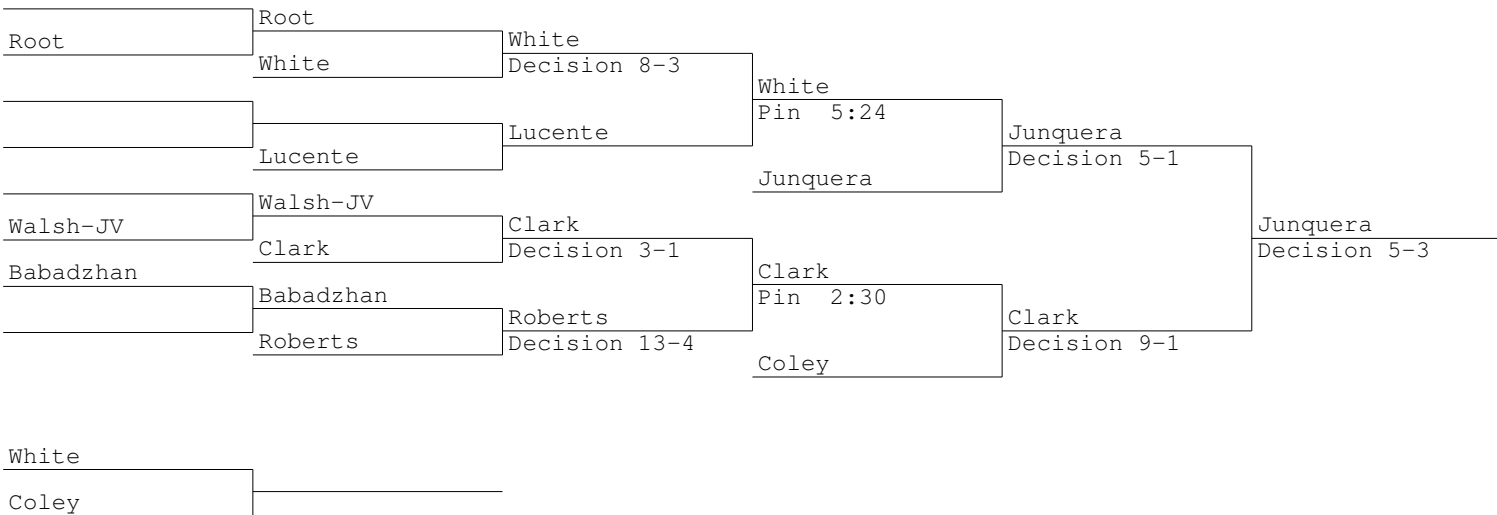 Root
Root
White
White
Decision 8-3
White
Pin  5:24
Lucente
Junquera
Lucente
Decision 5-1
Junquera
Walsh-JV
Walsh-JV
Clark
Junquera
Clark
Decision 3-1
Decision 5-3
Babadzhan
Clark
Babadzhan
Pin  2:30
Roberts
Clark
Roberts
Decision 13-4
Decision 9-1
Coley
White
Coley